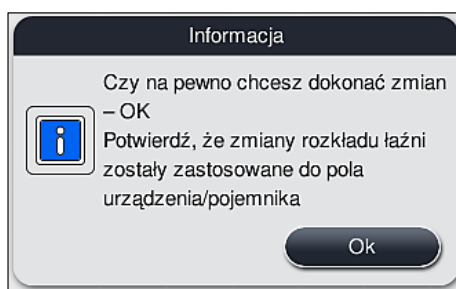 Informacja
Czy na pewno chcesz dokonać zmian
– OK
Potwierdź, że zmiany rozkładu łaźni
zostały zastosowane do pola
urządzenia/pojemnika
Ok